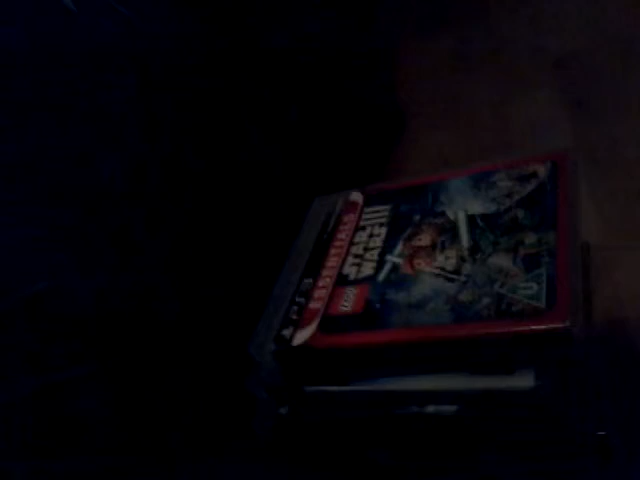 PS3
ESSENTIALS
LEGO
STAR
WARS III
U